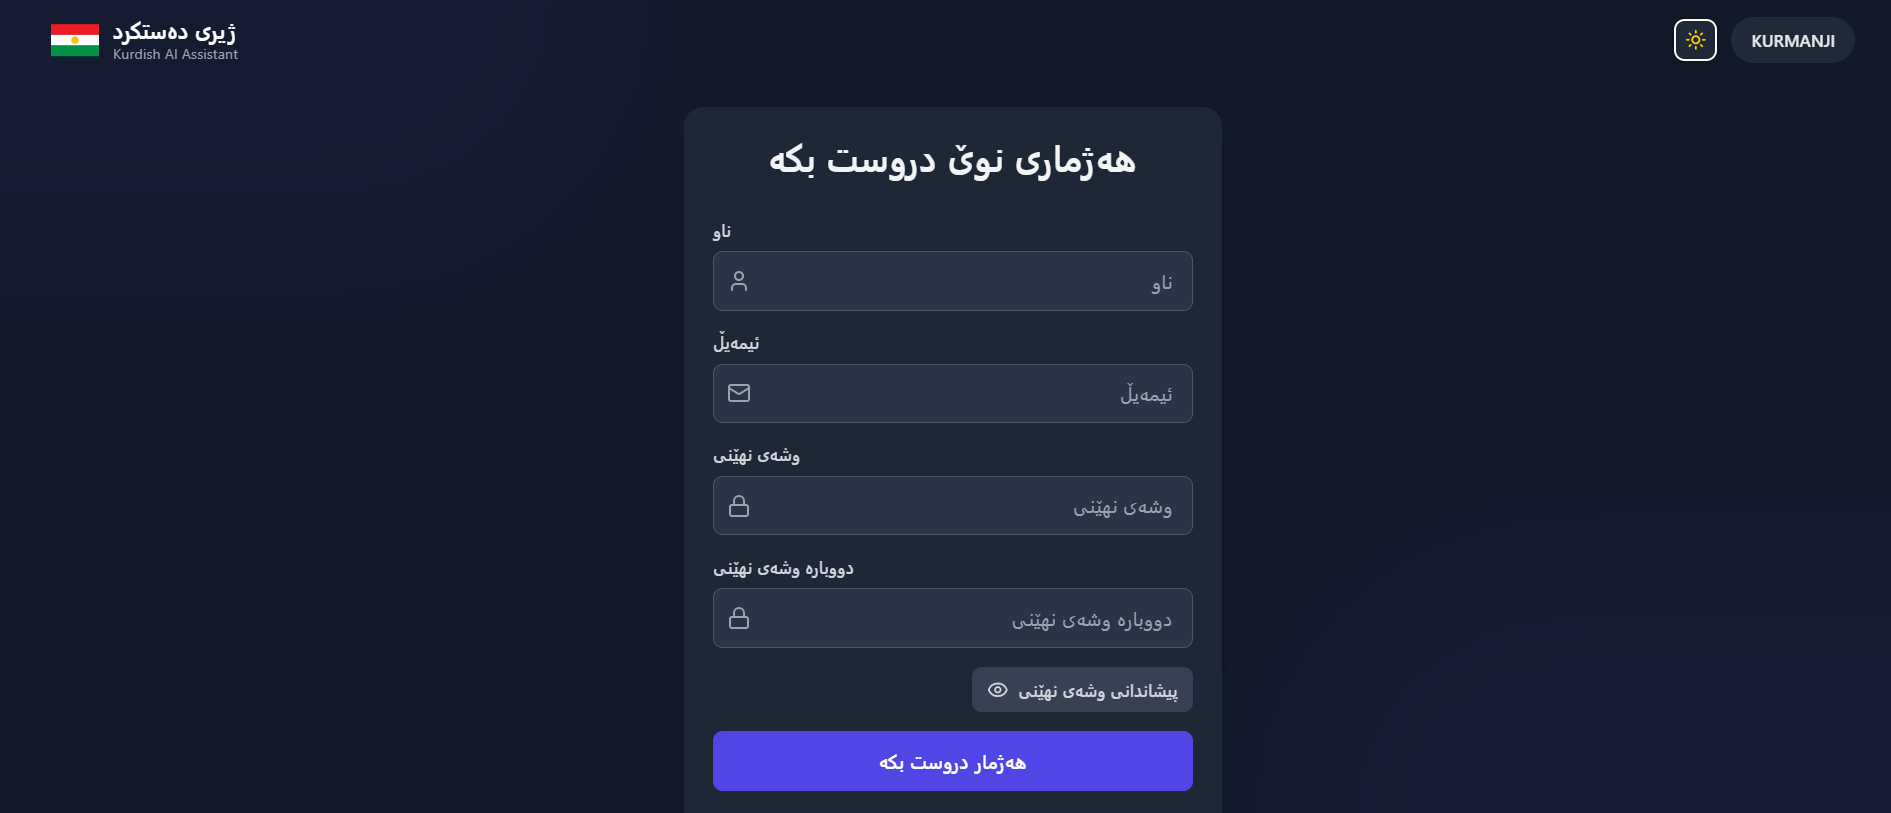 ژیری دەستکرد
Kurdish AI Assistant
KURMANJI
هەژماری نوێ دروست بکە
ناو
ناو
ئیمەیڵ
ئیمەیڵ
وشەی نهێنی
وشەی نهێنی
دووبارە وشەی نهێنی
دووبارە وشەی نهێنی
پیشاندانی وشەی نهێنی
هەژمار دروست بکە